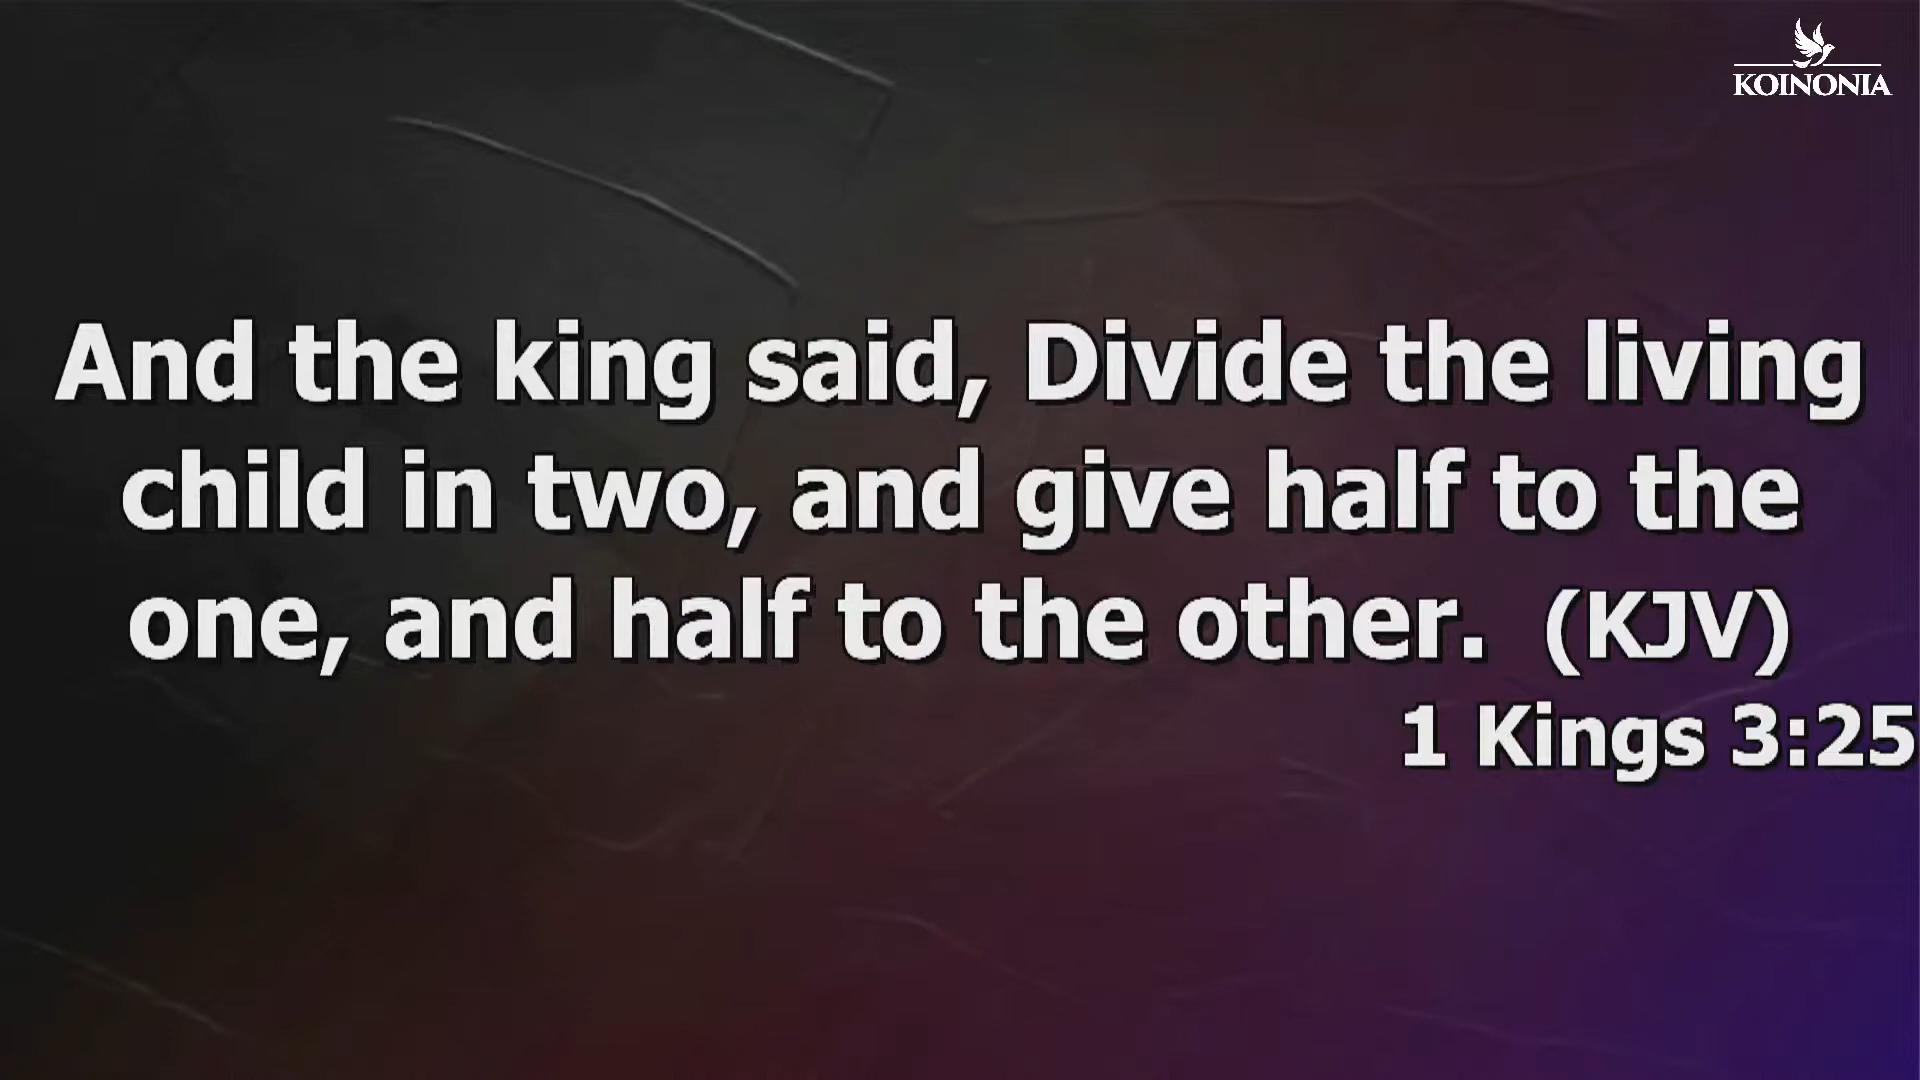 KOINONIA
And the king said, Divide the living
child in two, and give half to the
one, and half to the other. (KJV)
1 Kings 3:25